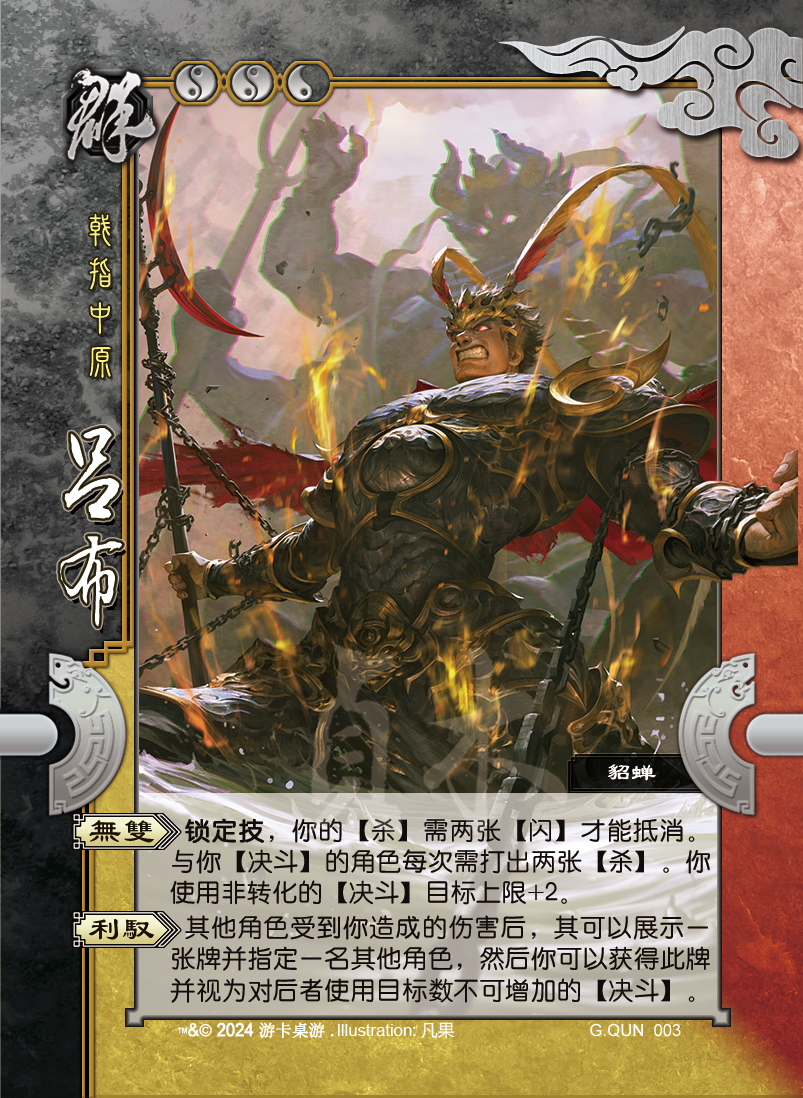 群
戟指中原
呂布
貂蝉
無雙
锁定技，你的【杀】需两张【闪】才能抵消。
与你【决斗】的角色每次需打出两张【杀】。你
使用非转化的【决斗】目标上限+2。
利馭
其他角色受到你造成的伤害后，其可以展示一
张牌并指定一名其他角色，然后你可以获得此牌
并视为对后者使用目标数不可增加的【决斗】。
™&© 2024 游卡桌游 . Illustration: 凡果
G.QUN 003